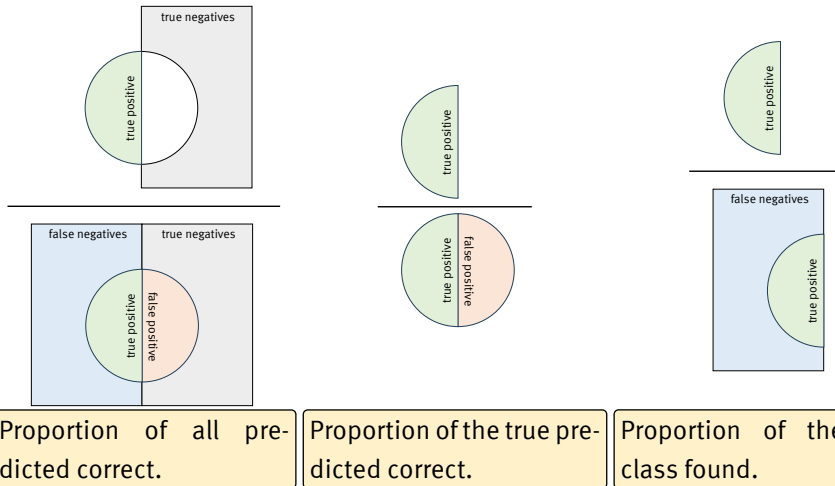 true negatives
true positive
false negatives
true negatives
true positive
false positive
true positive
true positive
false positive
true positive
false negatives
true positive
Proportion of all pre-
dicted correct.
Proportion of the true pre-
dicted correct.
Proportion of the
class found.